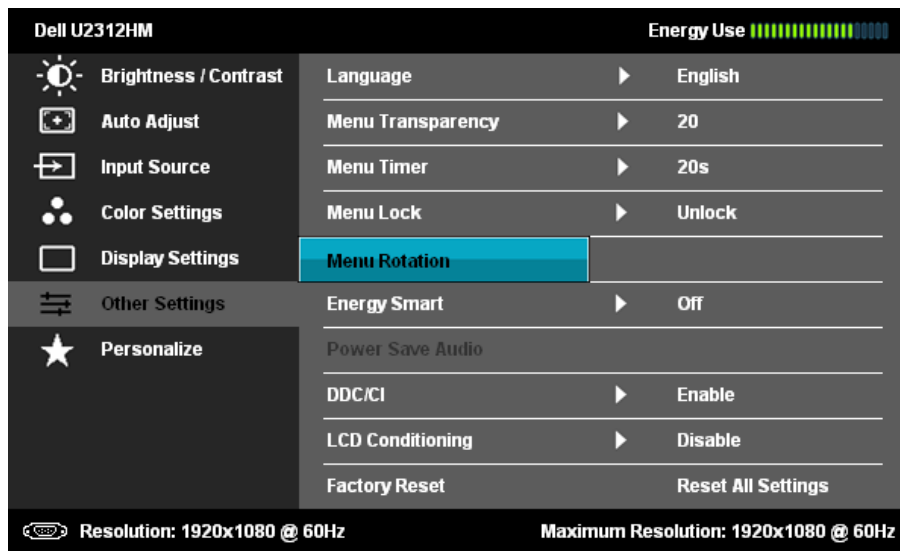 Dell U2312HM Energy Use
Brightness / Contrast Language English
Auto Adjust Menu Transparency 20
Input Source Menu Timer 20s
Color Settings Menu Lock Unlock
Display Settings Menu Rotation
Other Settings Energy Smart Off
Personalize Power Save Audio
DDC/CI Enable
LCD Conditioning Disable
Factory Reset Reset All Settings
Resolution: 1920x1080 @ 60Hz Maximum Resolution: 1920x1080 @ 60Hz